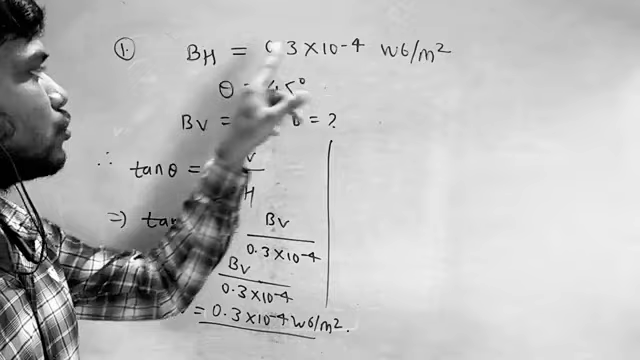 1. BH = 0.3×10-4 wb/m2
θ = 45°
BV = = ?
∴ tanθ = V H
⇒ tan BV 0.3×10-4
BV 0.3×10-4
= 0.3×10-4 wb/m2.